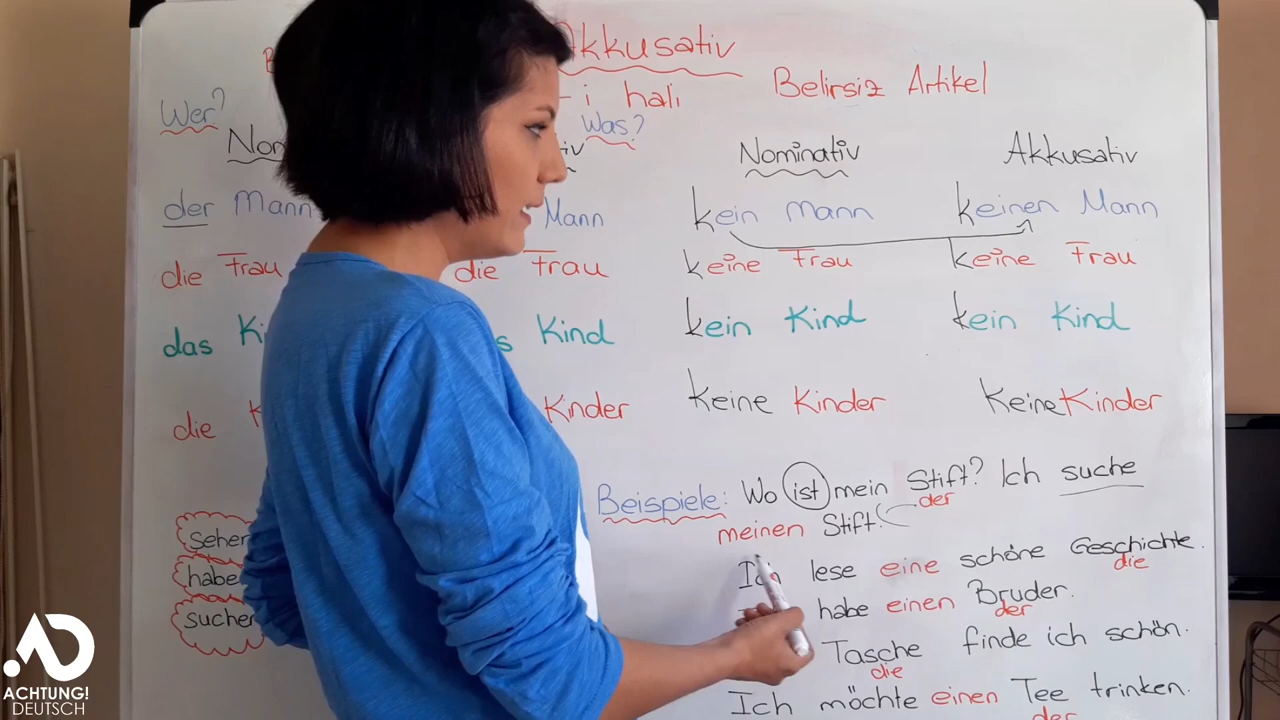 Akkusativ
-i hali
Belirsiz Artikel
Wer?
Was?
Nominativ Akkusativ
der Mann Mann kein Mann keinen Mann
die Frau die Frau keine Frau keine Frau
das Kind kein Kind kein Kind
die Kinder keine Kinder keine Kinder
Beispiele: Wo ist mein Stift? Ich suche
der
meinen Stift.
Ich lese eine schöne Geschichte.
die
habe einen Bruder.
der
Tasche finde ich schön.
die
Ich möchte einen Tee trinken.
der
sehen
haben
suchen
ACHTUNG!
DEUTSCH